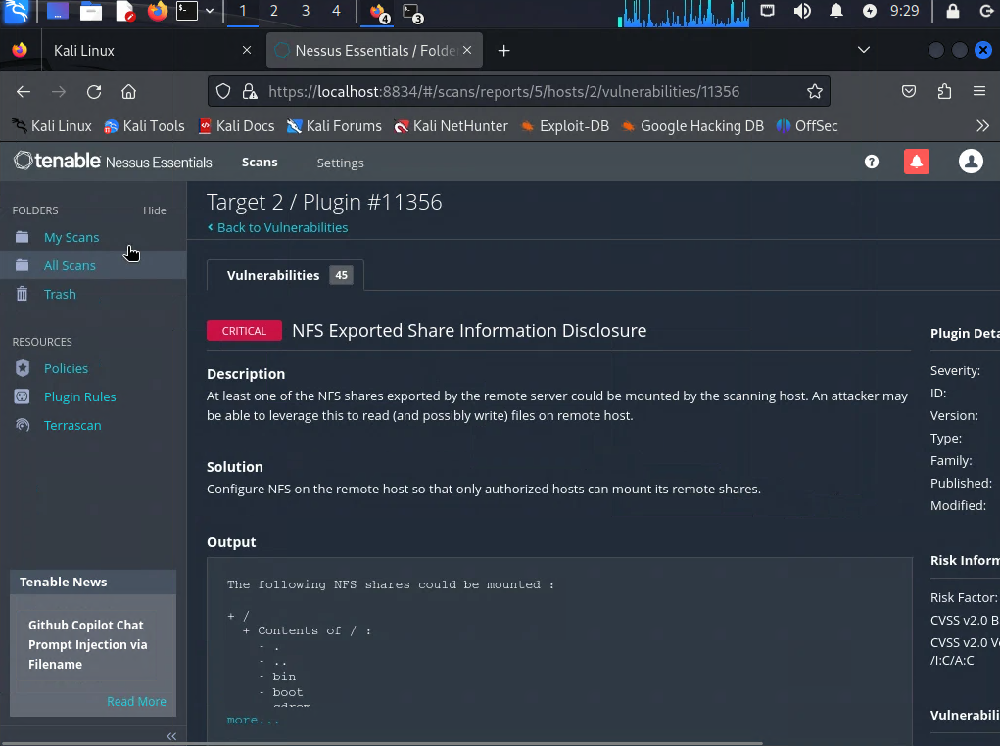 1 2 3 4 4 3 9:29
Kali Linux
Nessus Essentials / Folde
https://localhost:8834/#/scans/reports/5/hosts/2/vulnerabilities/11356
Kali Linux Kali Tools Kali Docs Kali Forums Kali NetHunter Exploit-DB Google Hacking DB OffSec
tenable Nessus Essentials Scans Settings
FOLDERS Hide
My Scans
All Scans
Trash
RESOURCES
Policies
Plugin Rules
Terrascan
Tenable News
Github Copilot Chat
Prompt Injection via
Filename
Read More
Target 2 / Plugin #11356
Back to Vulnerabilities
Vulnerabilities 45
CRITICAL NFS Exported Share Information Disclosure
Description
At least one of the NFS shares exported by the remote server could be mounted by the scanning host. An attacker may
be able to leverage this to read (and possibly write) files on remote host.
Solution
Configure NFS on the remote host so that only authorized hosts can mount its remote shares.
Output
The following NFS shares could be mounted :
+ /
+ Contents of / :
- .
- ..
- bin
- boot
- cdrom
more...
Plugin Deta
Severity:
ID:
Version:
Type:
Family:
Published:
Modified:
Risk Inform
Risk Factor:
CVSS v2.0 B
CVSS v2.0 Ve
/I:C/A:C
Vulnerabili